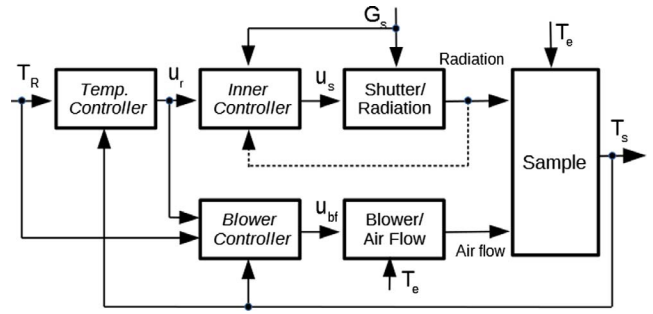 G_s
T_R
Temp.
Controller
u_r
Inner
Controller
u_s
Shutter/
Radiation
Radiation
T_e
Sample
T_s
Blower
Controller
u_bf
Blower/
Air Flow
Air flow
T_e